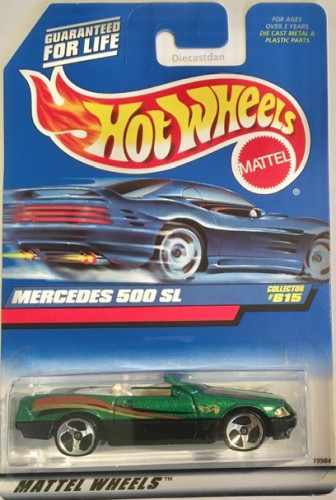 GUARANTEED
FOR LIFE
FOR AGES
OVER 3 YEARS.
DIE CAST METAL &
PLASTIC PARTS
Diecastdan
Hot Wheels
MATTEL
®
MERCEDES 500 SL
COLLECTOR
#815
19984
MATTEL WHEELS™